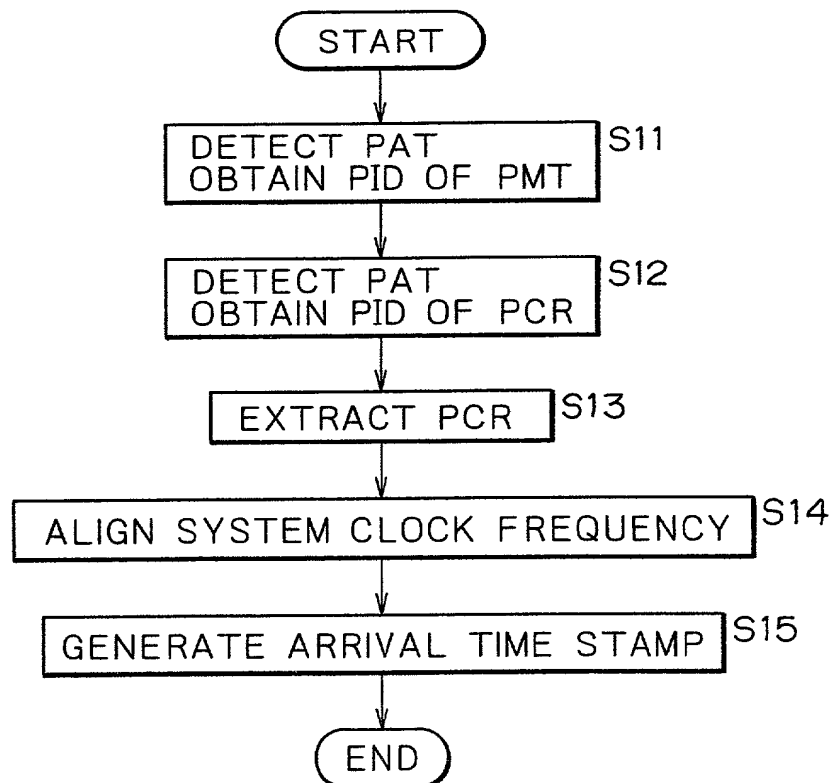 START
DETECT PAT
OBTAIN PID OF PMT
S11
DETECT PAT
OBTAIN PID OF PCR
S12
EXTRACT PCR
S13
ALIGN SYSTEM CLOCK FREQUENCY
S14
GENERATE ARRIVAL TIME STAMP
S15
END